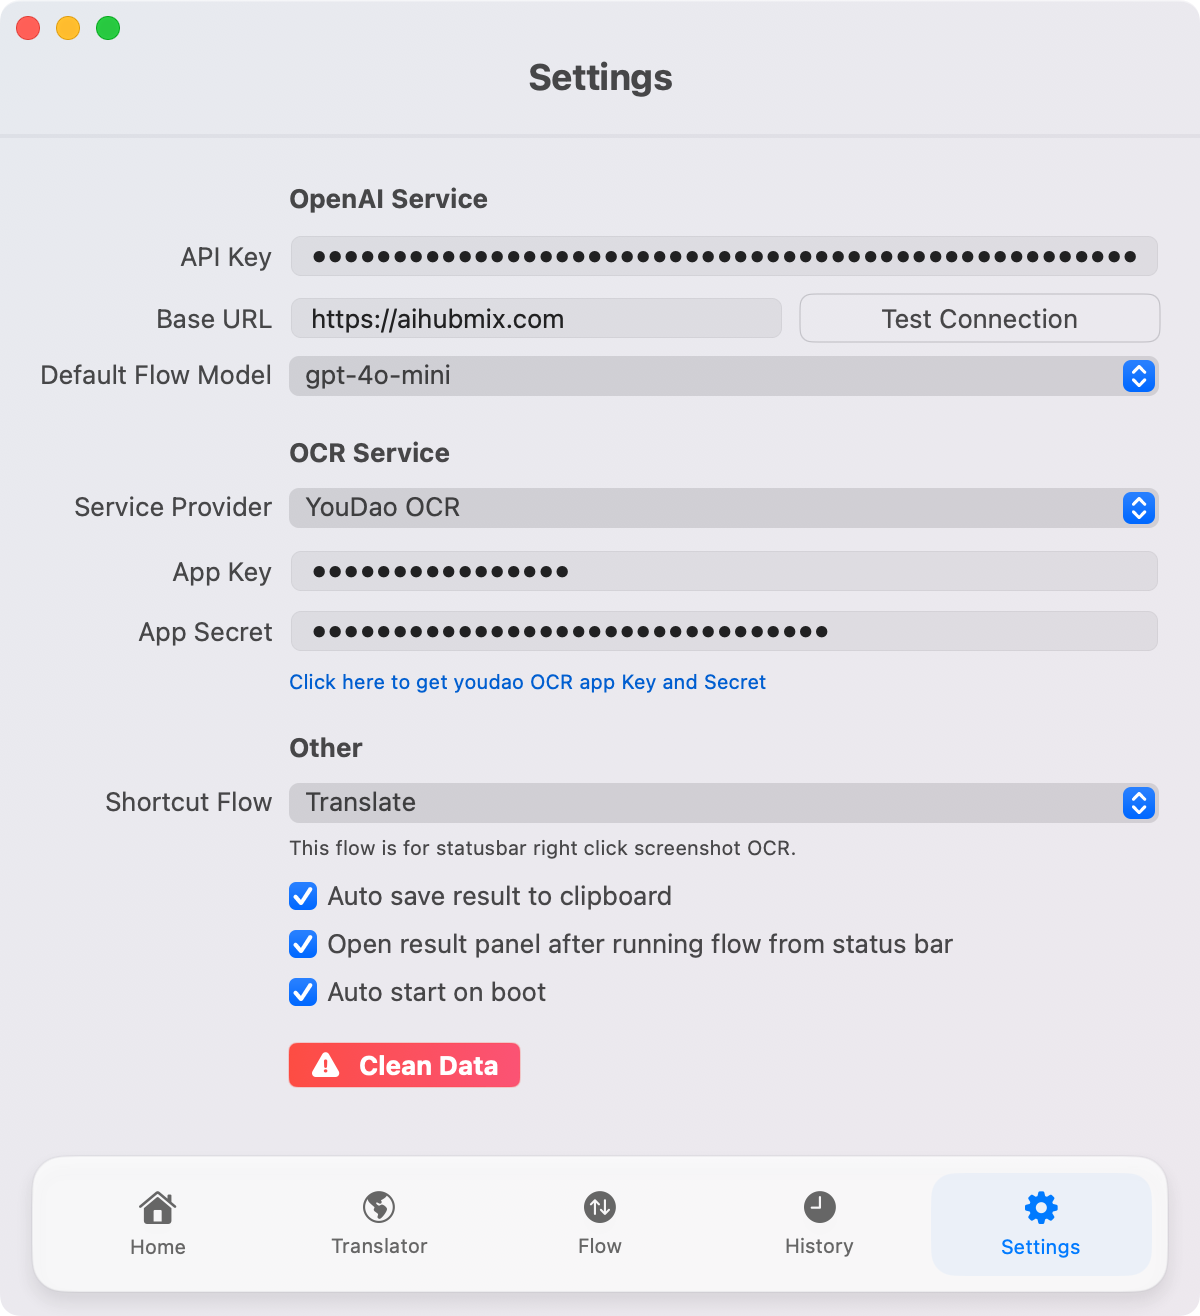 Settings
OpenAI Service
API Key ●●●●●●●●●●●●●●●●●●●●●●●●●●●●●●●●●●●●●●●●●●●●●●●●●●●
Base URL https://aihubmix.com Test Connection
Default Flow Model gpt-4o-mini
OCR Service
Service Provider YouDao OCR
App Key ●●●●●●●●●●●●●●●●
App Secret ●●●●●●●●●●●●●●●●●●●●●●●●●●●●●●●●
Click here to get youdao OCR app Key and Secret
Other
Shortcut Flow Translate
This flow is for statusbar right click screenshot OCR.
Auto save result to clipboard
Open result panel after running flow from status bar
Auto start on boot
Clean Data
Home Translator Flow History Settings